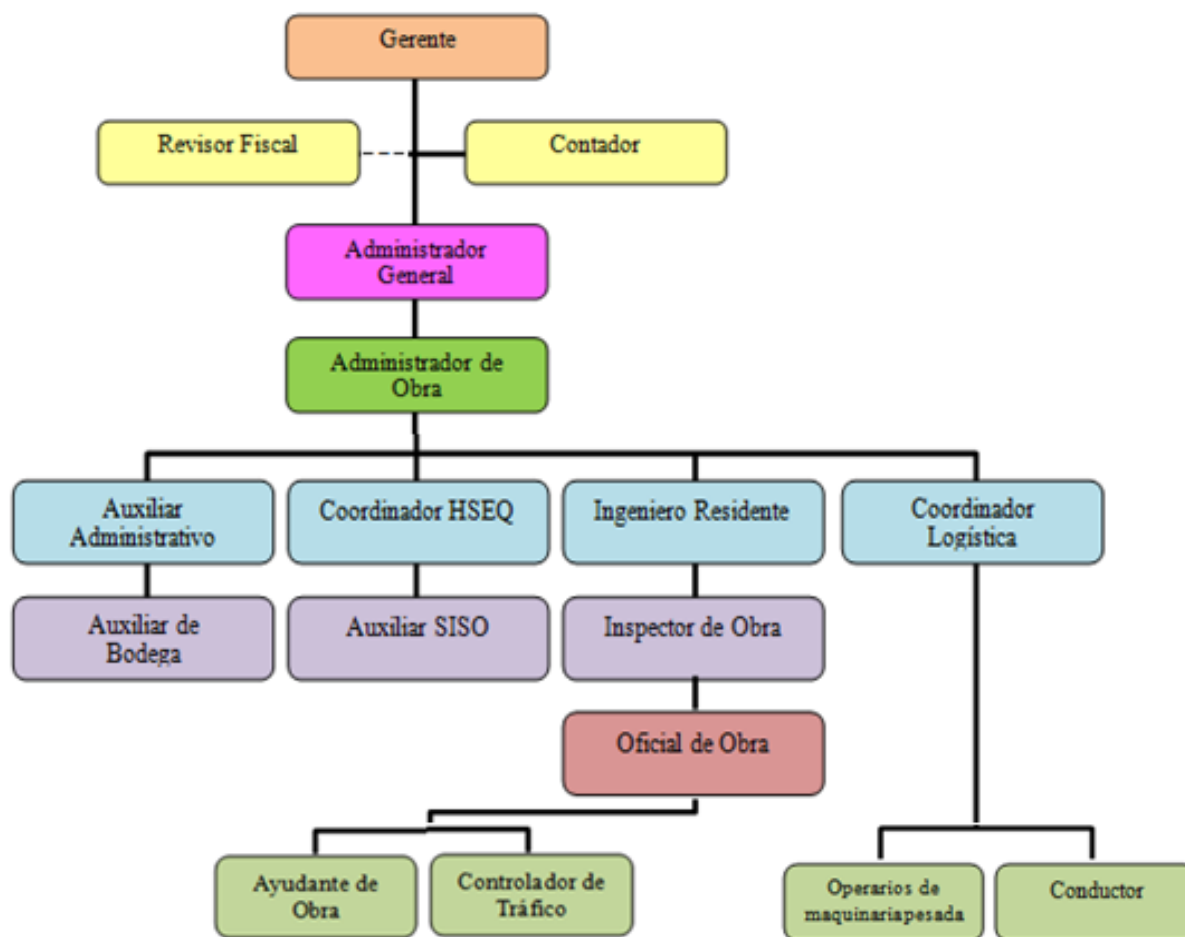 Gerente
Revisor Fiscal
Contador
Administrador
General
Administrador de
Obra
Auxiliar
Administrativo
Coordinador HSEQ
Ingeniero Residente
Coordinador
Logística
Auxiliar de
Bodega
Auxiliar SISO
Inspector de Obra
Oficial de Obra
Ayudante de
Obra
Controlador de
Tráfico
Operarios de
maquinariapesada
Conductor